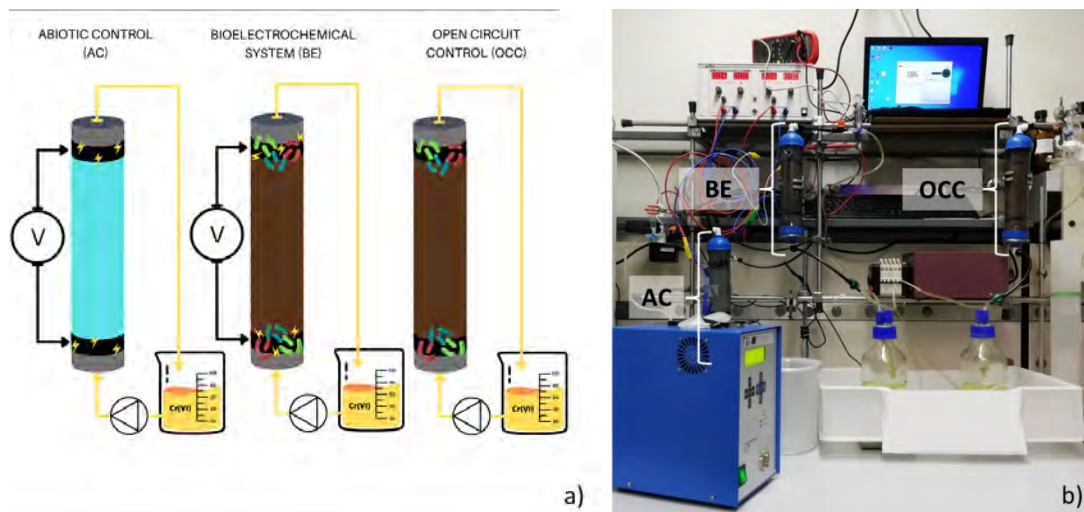 ABIOTIC CONTROL
(AC)
BIOELECTROCHEMICAL
SYSTEM (BE)
OPEN CIRCUIT
CONTROL (OCC)
V
V
Cr(VI)
Cr(VI)
Cr(VI)
a)
BE
OCC
AC
b)